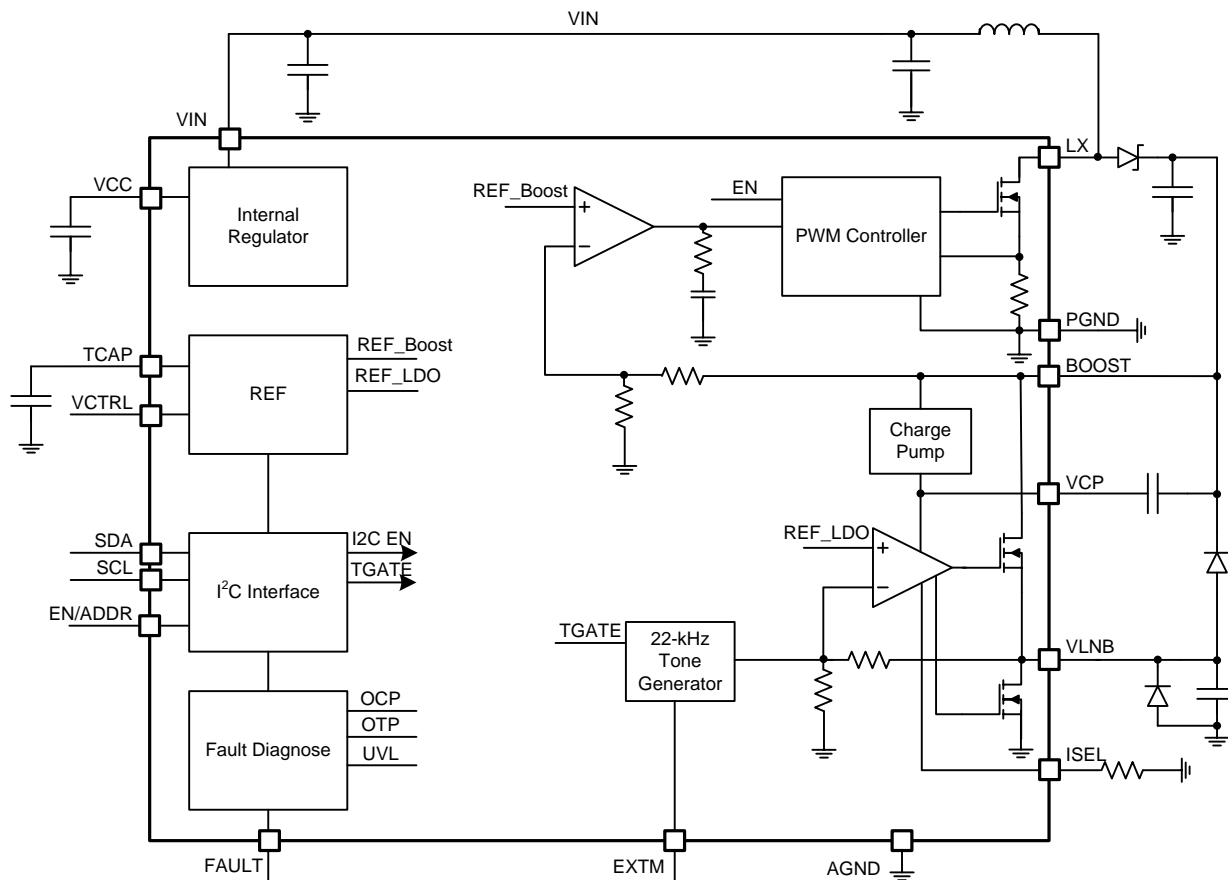 VIN
VIN
LX
VCC
Internal
Regulator
REF_Boost
+
−
EN
PWM Controller
PGND
TCAP
REF
REF_Boost
REF_LDO
VCTRL
BOOST
Charge
Pump
VCP
SDA
SCL
EN/ADDR
I²C Interface
I2C EN
TGATE
REF_LDO
+
−
TGATE
22-kHz
Tone
Generator
VLNB
Fault Diagnose
OCP
OTP
UVL
ISEL
FAULT
EXTM
AGND